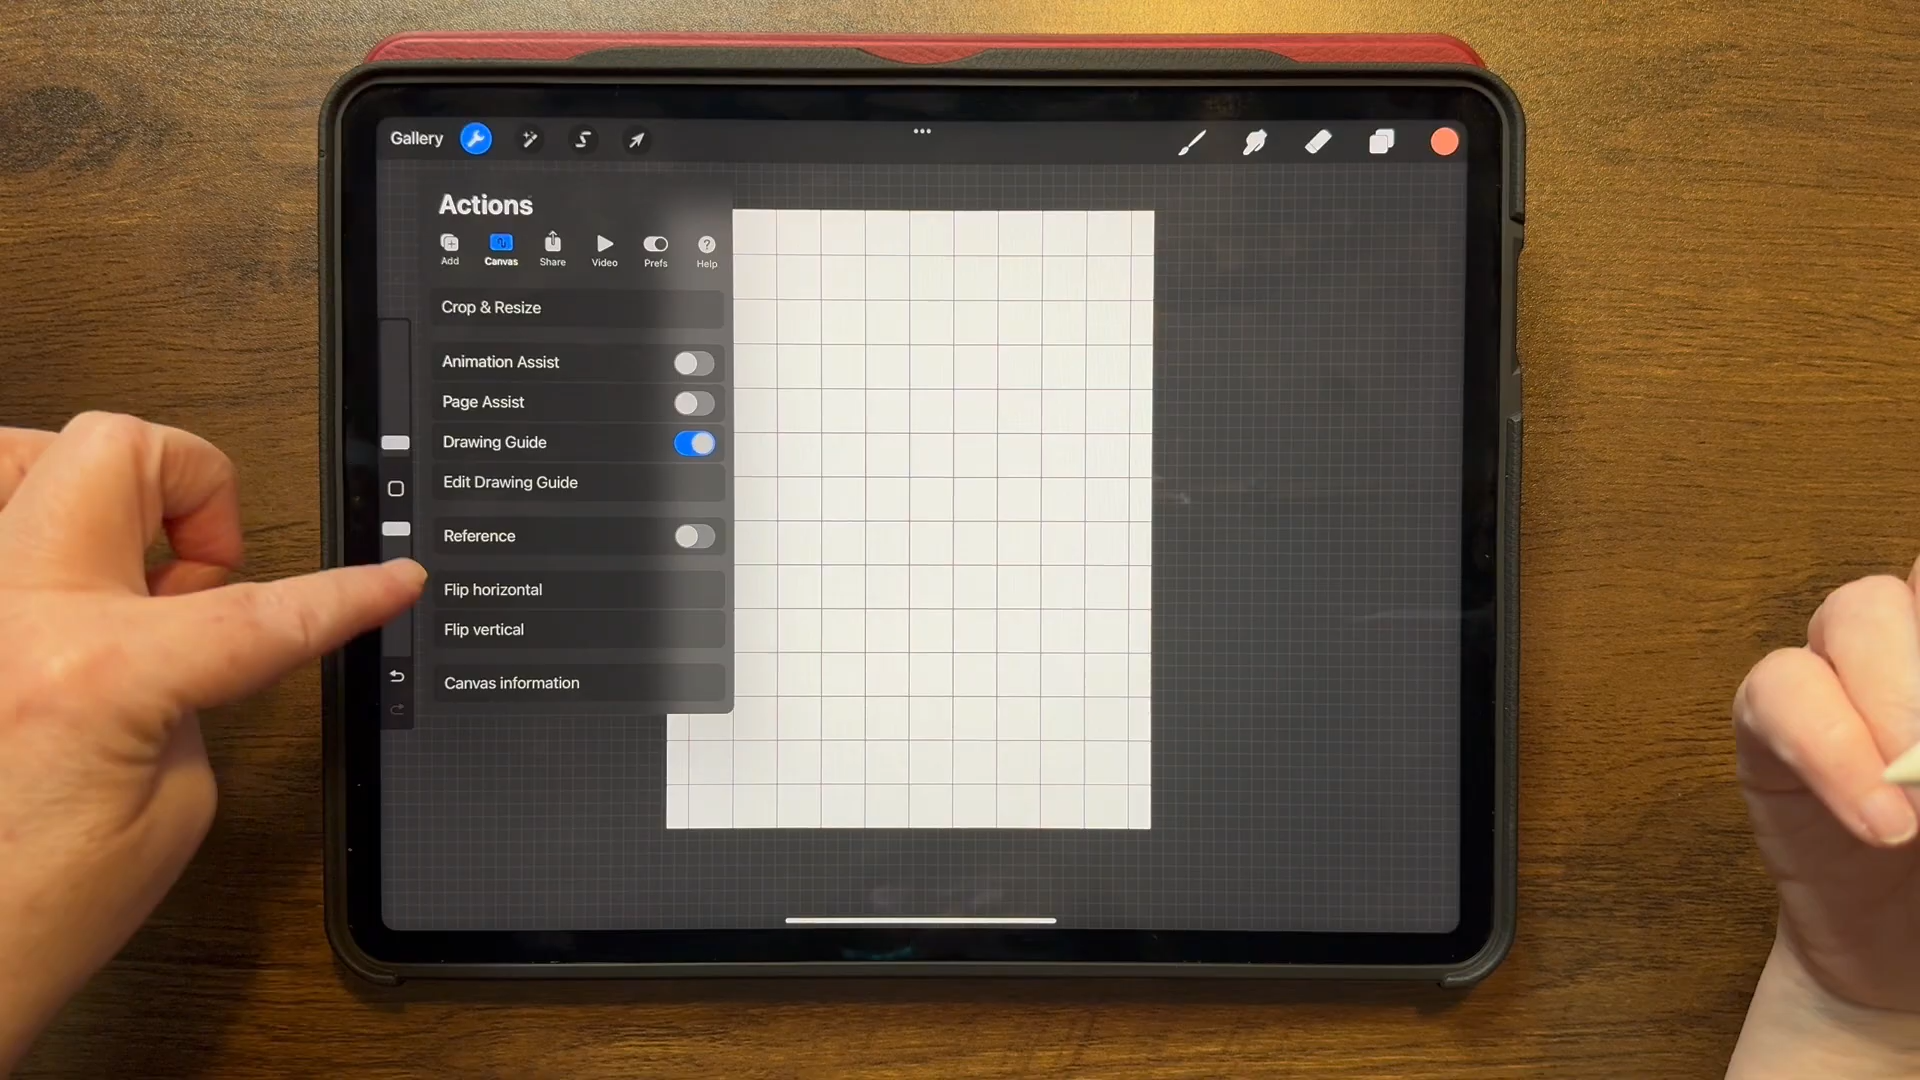 Gallery
Actions
Add Canvas Share Video Prefs Help
Crop & Resize
Animation Assist
Page Assist
Drawing Guide
Edit Drawing Guide
Reference
Flip horizontal
Flip vertical
Canvas information